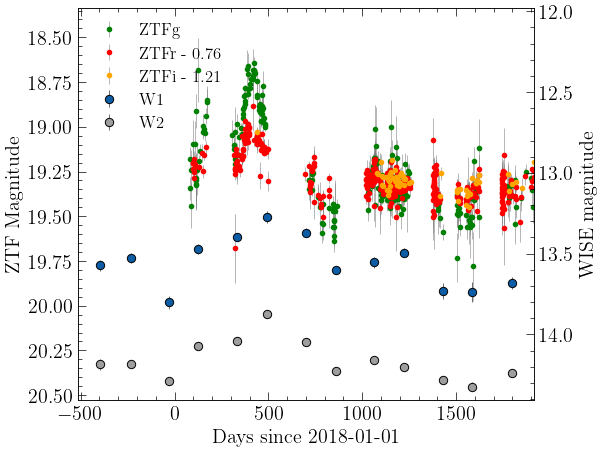 ZTFg
ZTFr - 0.76
ZTFi - 1.21
W1
W2
ZTF Magnitude
18.50
18.75
19.00
19.25
19.50
19.75
20.00
20.25
20.50
WISE magnitude
12.0
12.5
13.0
13.5
14.0
−500
0
500
1000
1500
Days since 2018-01-01